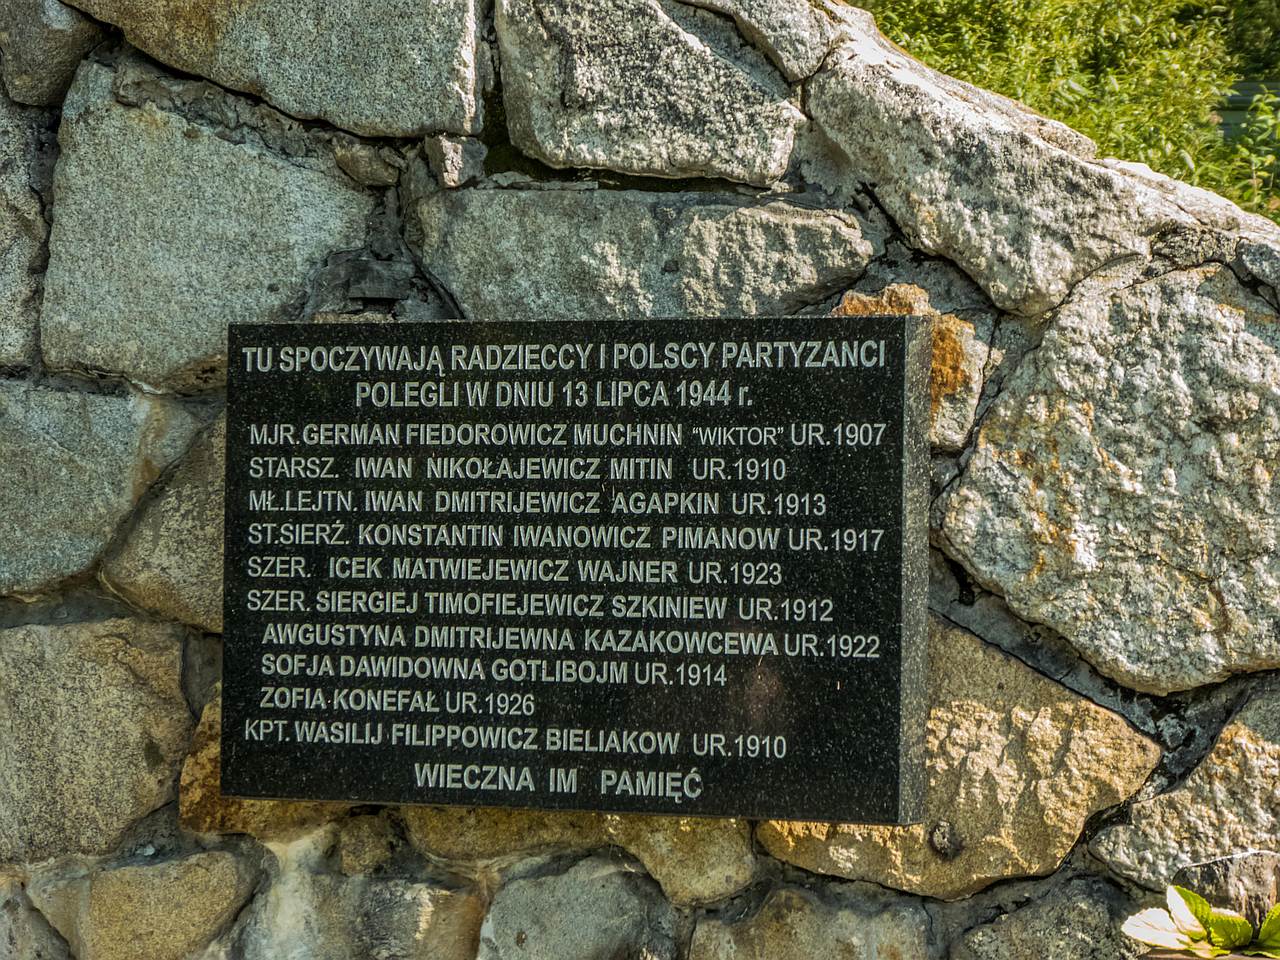 TU SPOCZYWAJĄ RADZIECCY I POLSCY PARTYZANCI
POLEGLI W DNIU 13 LIPCA 1944 r.
MJR. GERMAN FIEDOROWICZ MUCHNIN "WIKTOR" UR. 1907
STARSZ. IWAN NIKOŁAJEWICZ MITIN UR. 1910
MŁ. LEJTN. IWAN DMITRIJEWICZ AGAPKIN UR. 1913
ST. SIERŻ. KONSTANTIN IWANOWICZ PIMANOW UR. 1917
SZER. ICEK MATWIEJEWICZ WAJNER UR. 1923
SZER. SIERGIEJ TIMOFIEJEWICZ SZKINIEW UR. 1912
AWGUSTYNA DMITRIJEWNA KAZAKOWCEWA UR. 1922
SOFJA DAWIDOWNA GOTLIBOJM UR. 1914
ZOFIA KONEFAŁ UR. 1926
KPT. WASILIJ FILIPPOWICZ BIELIAKOW UR. 1910
WIECZNA IM PAMIĘĆ